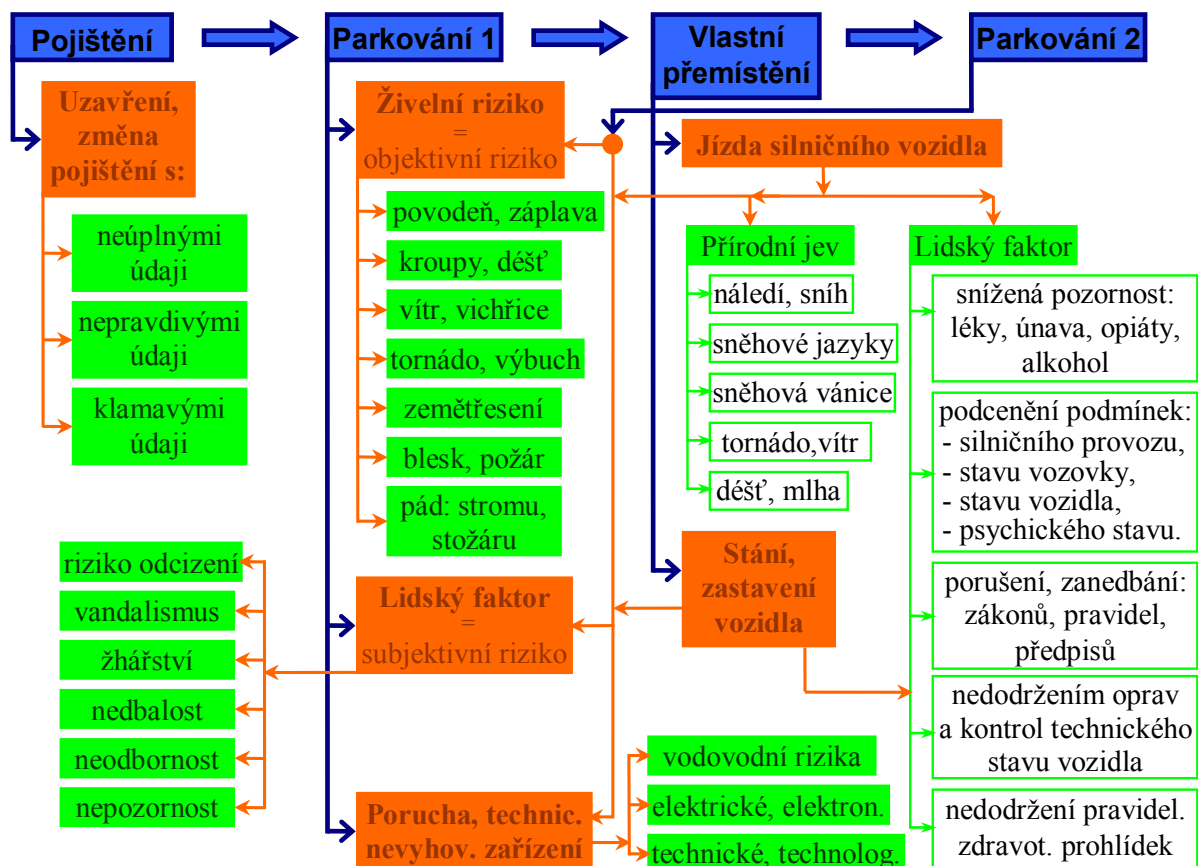 Pojištění
Parkování 1
Vlastní
přemístění
Parkování 2
Uzavření,
změna
pojištění s:
neúplnými
údaji
nepravdivými
údaji
klamavými
údaji
Živelní riziko
=
objektivní riziko
povodeň, záplava
kroupy, déšť
vítr, vichřice
tornádo, výbuch
zemětřesení
blesk, požár
pád: stromu,
stožáru
Lidský faktor
=
subjektivní riziko
riziko odcizení
vandalismus
žhářství
nedbalost
neodbornost
nepozornost
Porucha, technic.
nevyhov. zařízení
vodovodní rizika
elektrické, elektron.
technické, technolog.
Jízda silničního vozidla
Přírodní jev
náledí, sníh
sněhové jazyky
sněhová vánice
tornádo,vítr
déšť, mlha
Stání,
zastavení
vozidla
Lidský faktor
snížená pozornost:
léky, únava, opiáty,
alkohol
podcenění podmínek:
- silničního provozu,
- stavu vozovky,
- stavu vozidla,
- psychického stavu.
porušení, zanedbání:
zákonů, pravidel,
předpisů
nedodržením oprav
a kontrol technického
stavu vozidla
nedodržení pravidel.
zdravot. prohlídek